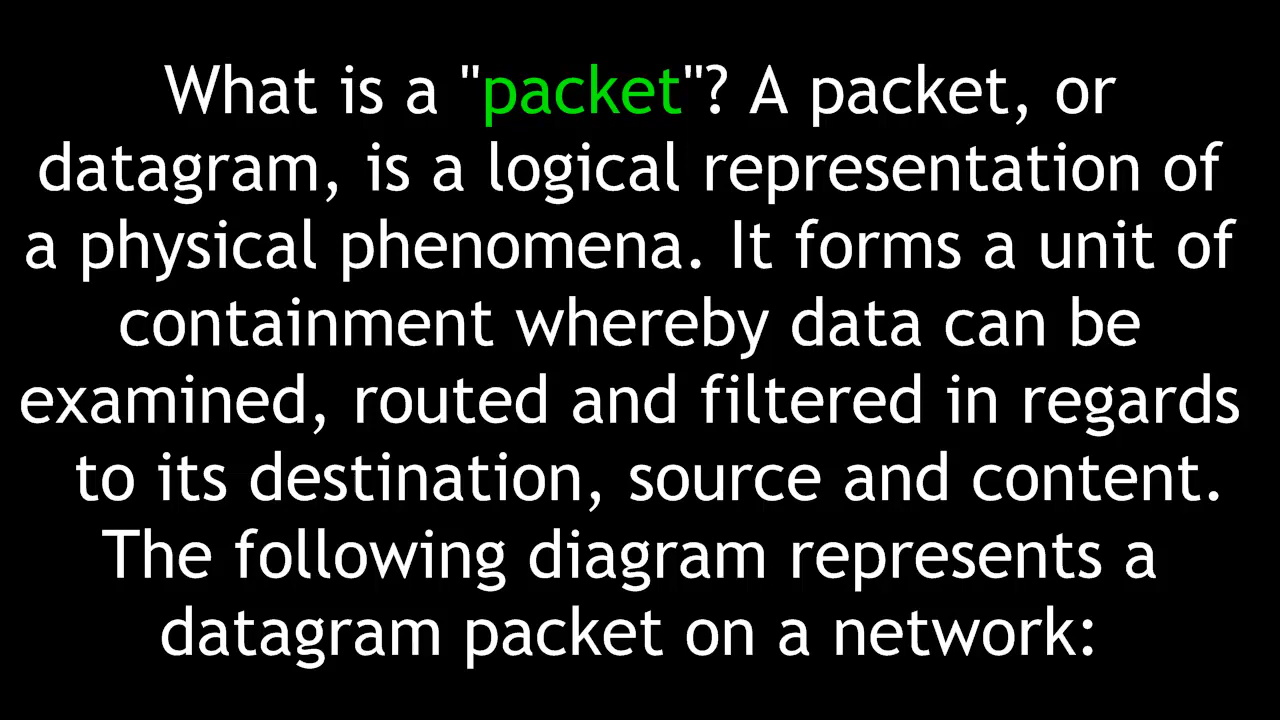 What is a "packet"? A packet, or
datagram, is a logical representation of
a physical phenomena. It forms a unit of
containment whereby data can be
examined, routed and filtered in regards
to its destination, source and content.
The following diagram represents a
datagram packet on a network: